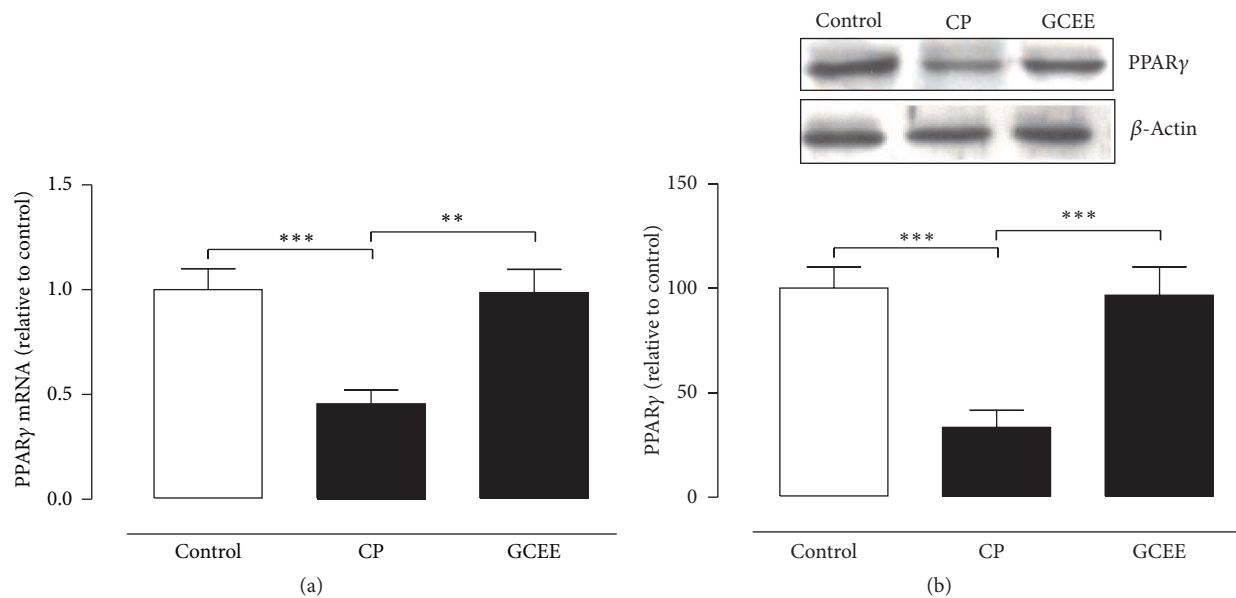 Control CP GCEE
PPARγ
β-Actin
PPARγ mRNA (relative to control)
1.5
1.0
0.5
0.0
***
**
Control CP GCEE
(a)
PPARγ (relative to control)
150
100
50
0
***
***
Control CP GCEE
(b)